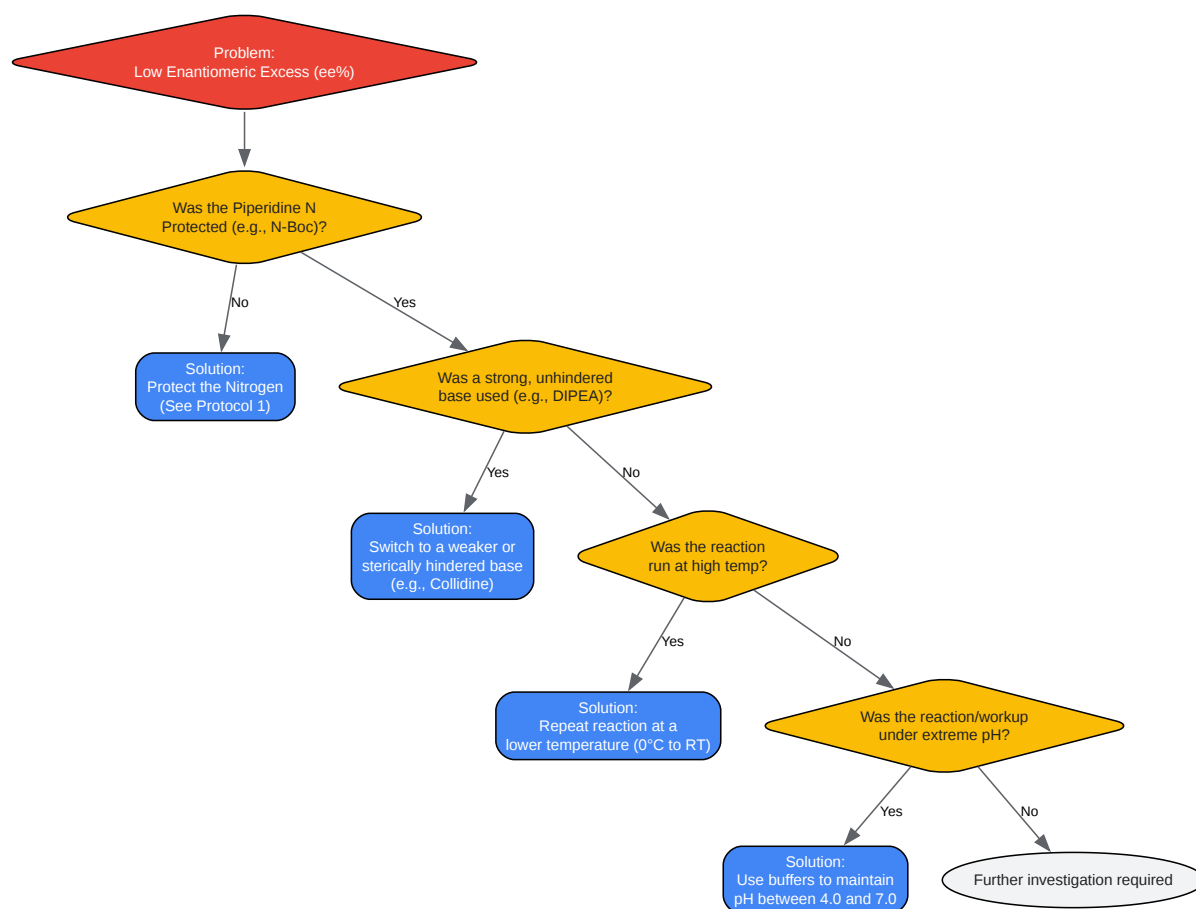 Problem:
Low Enantiomeric Excess (ee%)
Was the Piperidine N
Protected (e.g., N-Boc)?
No
Yes
Solution:
Protect the Nitrogen
(See Protocol 1)
Was a strong, unhindered
base used (e.g., DIPEA)?
Yes
No
Solution:
Switch to a weaker or
sterically hindered base
(e.g., Collidine)
Was the reaction
run at high temp?
Yes
No
Solution:
Repeat reaction at a
lower temperature (0°C to RT)
Was the reaction/workup
under extreme pH?
Yes
No
Solution:
Use buffers to maintain
pH between 4.0 and 7.0
Further investigation required